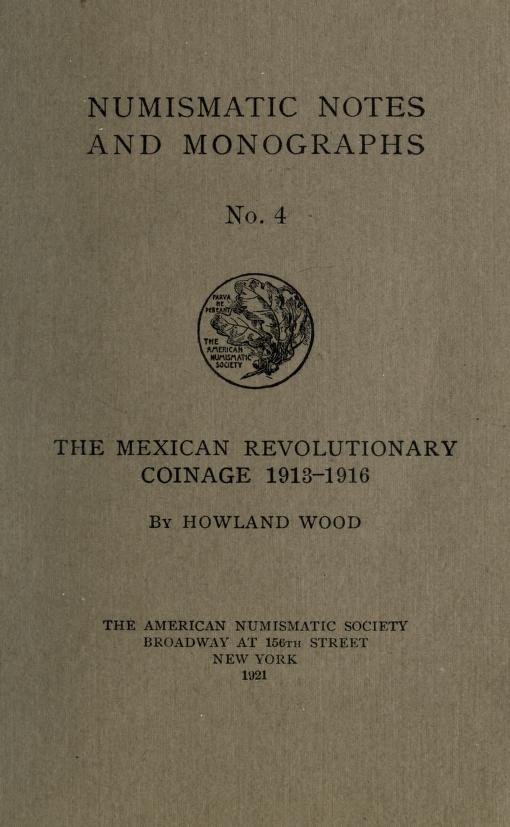 NUMISMATIC NOTES
AND MONOGRAPHS
No. 4
PARVA
NE
PEREANT
THE
AMERICAN
NUMISMATIC
SOCIETY
THE MEXICAN REVOLUTIONARY
COINAGE 1913–1916
By HOWLAND WOOD
THE AMERICAN NUMISMATIC SOCIETY
BROADWAY AT 156TH STREET
NEW YORK
1921